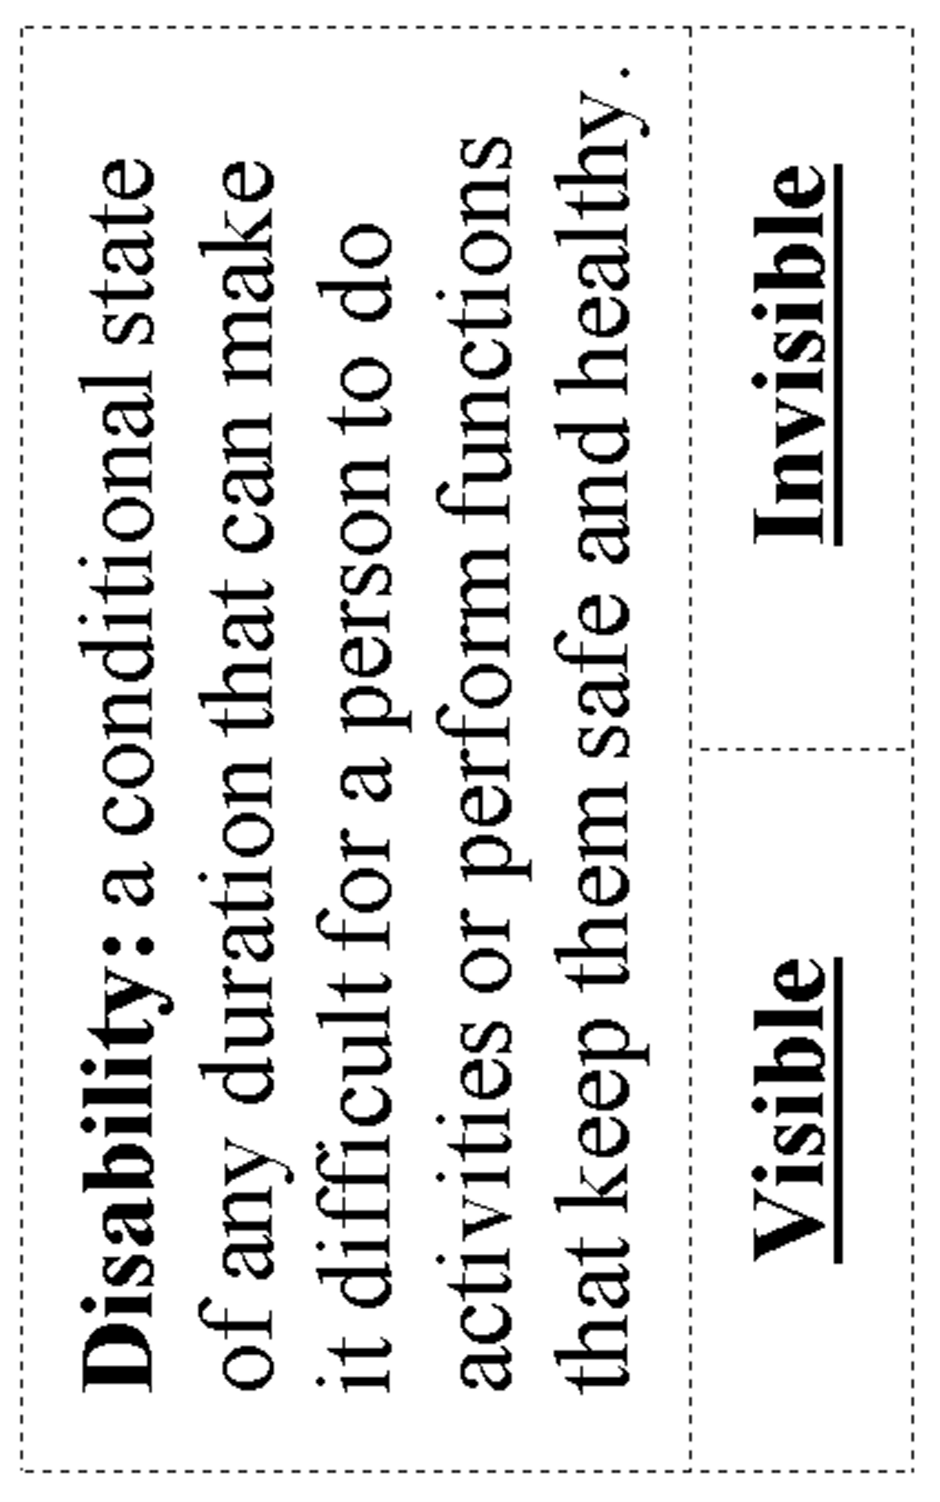 Disability: a conditional state
of any duration that can make
it difficult for a person to do
activities or perform functions
that keep them safe and healthy.
Visible
Invisible